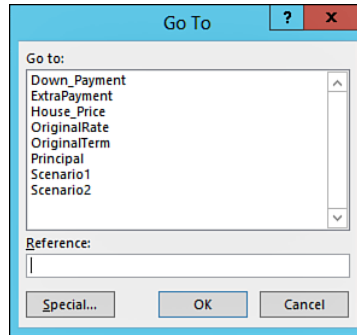 Go To
?
x
Go to:
Down_Payment
ExtraPayment
House_Price
OriginalRate
OriginalTerm
Principal
Scenario1
Scenario2
Reference:
Special...
OK
Cancel